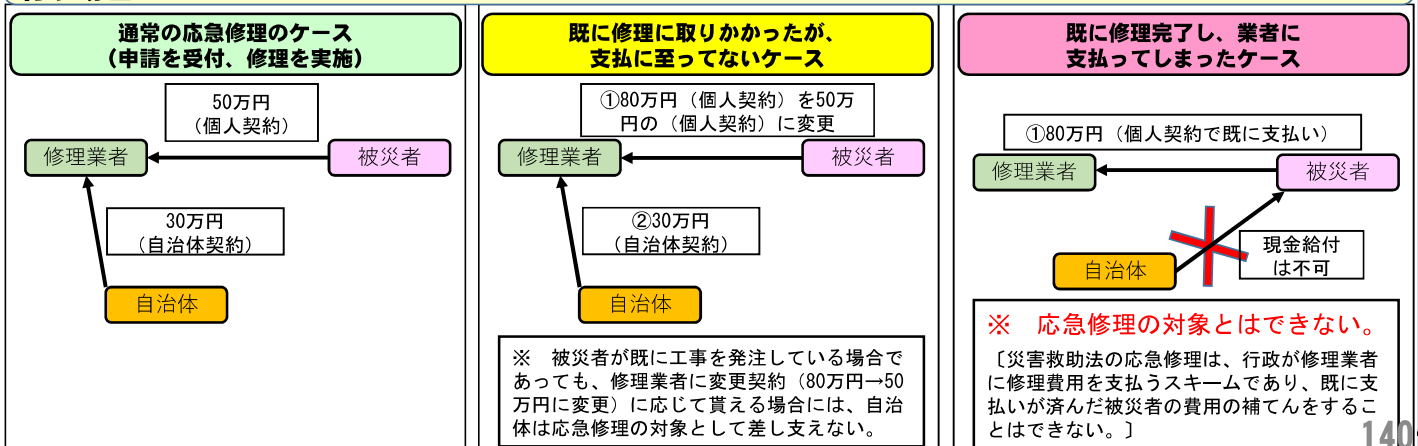 通常の応急修理のケース
（申請を受付、修理を実施）
50万円
（個人契約）
修理業者
被災者
30万円
（自治体契約）
自治体
既に修理に取りかかったが、
支払に至ってないケース
①80万円（個人契約）を50万
円の（個人契約）に変更
修理業者
被災者
②30万円
（自治体契約）
自治体
※　被災者が既に工事を発注している場合で
あっても、修理業者に変更契約（80万円→50
万円に変更）に応じて貰える場合には、自治
体は応急修理の対象として差し支えない。
既に修理完了し、業者に
支払ってしまったケース
①80万円（個人契約で既に支払い）
修理業者
被災者
現金給付
は不可
自治体
※　応急修理の対象とはできない。
〔災害救助法の応急修理は、行政が修理業者
に修理費用を支払うスキームであり、既に支
払いが済んだ被災者の費用の補てんをするこ
とはできない。〕
140